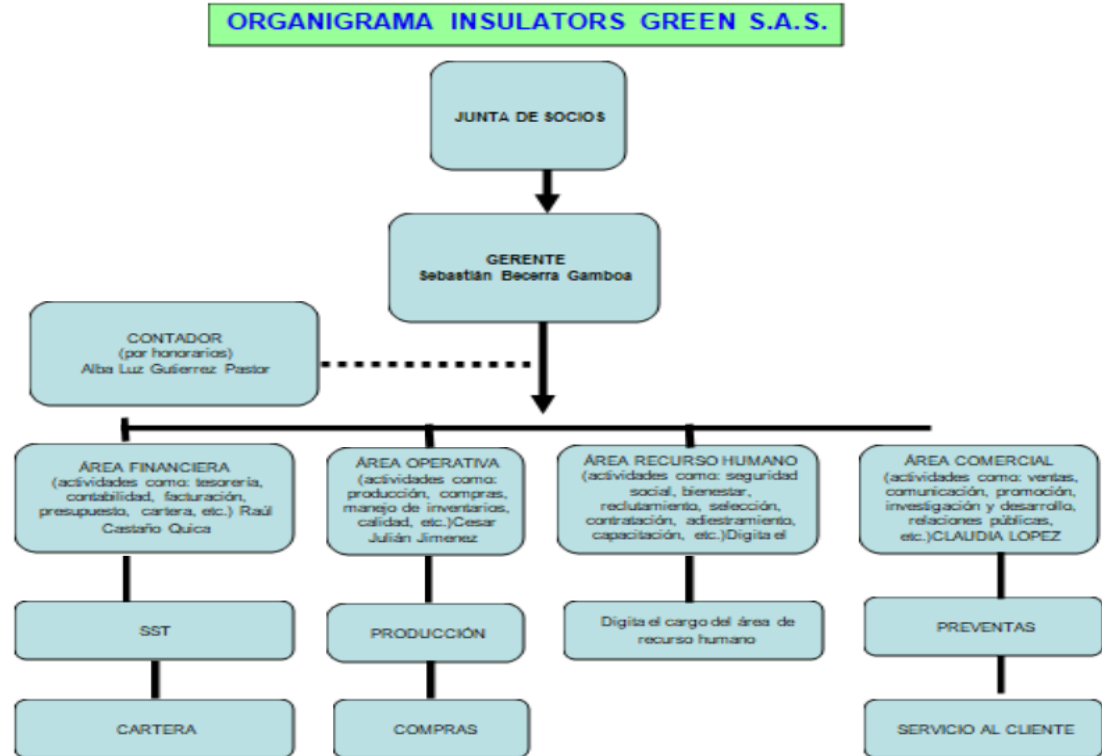 ORGANIGRAMA INSULATORS GREEN S.A.S.
JUNTA DE SOCIOS
GERENTE
Sebastián Becerra Gamboa
CONTADOR
(por honorarios)
Alba Luz Gutierrez Pastor
ÁREA FINANCIERA
(actividades como: tesorería,
contabilidad, facturación,
presupuesto, cartera, etc.) Raúl
Castaño Quica
ÁREA OPERATIVA
(actividades como:
producción, compras,
manejo de inventarios,
calidad, etc.)Cesar
Julián Jimenez
ÁREA RECURSO HUMANO
(actividades como: seguridad
social, bienestar,
reclutamiento, selección,
contratación, adiestramiento,
capacitación, etc.)Digita el
ÁREA COMERCIAL
(actividades como: ventas,
comunicación, promoción,
investigación y desarrollo,
relaciones públicas,
etc.)CLAUDIA LOPEZ
SST
PRODUCCIÓN
Digita el cargo del área de
recurso humano
PREVENTAS
CARTERA
COMPRAS
SERVICIO AL CLIENTE